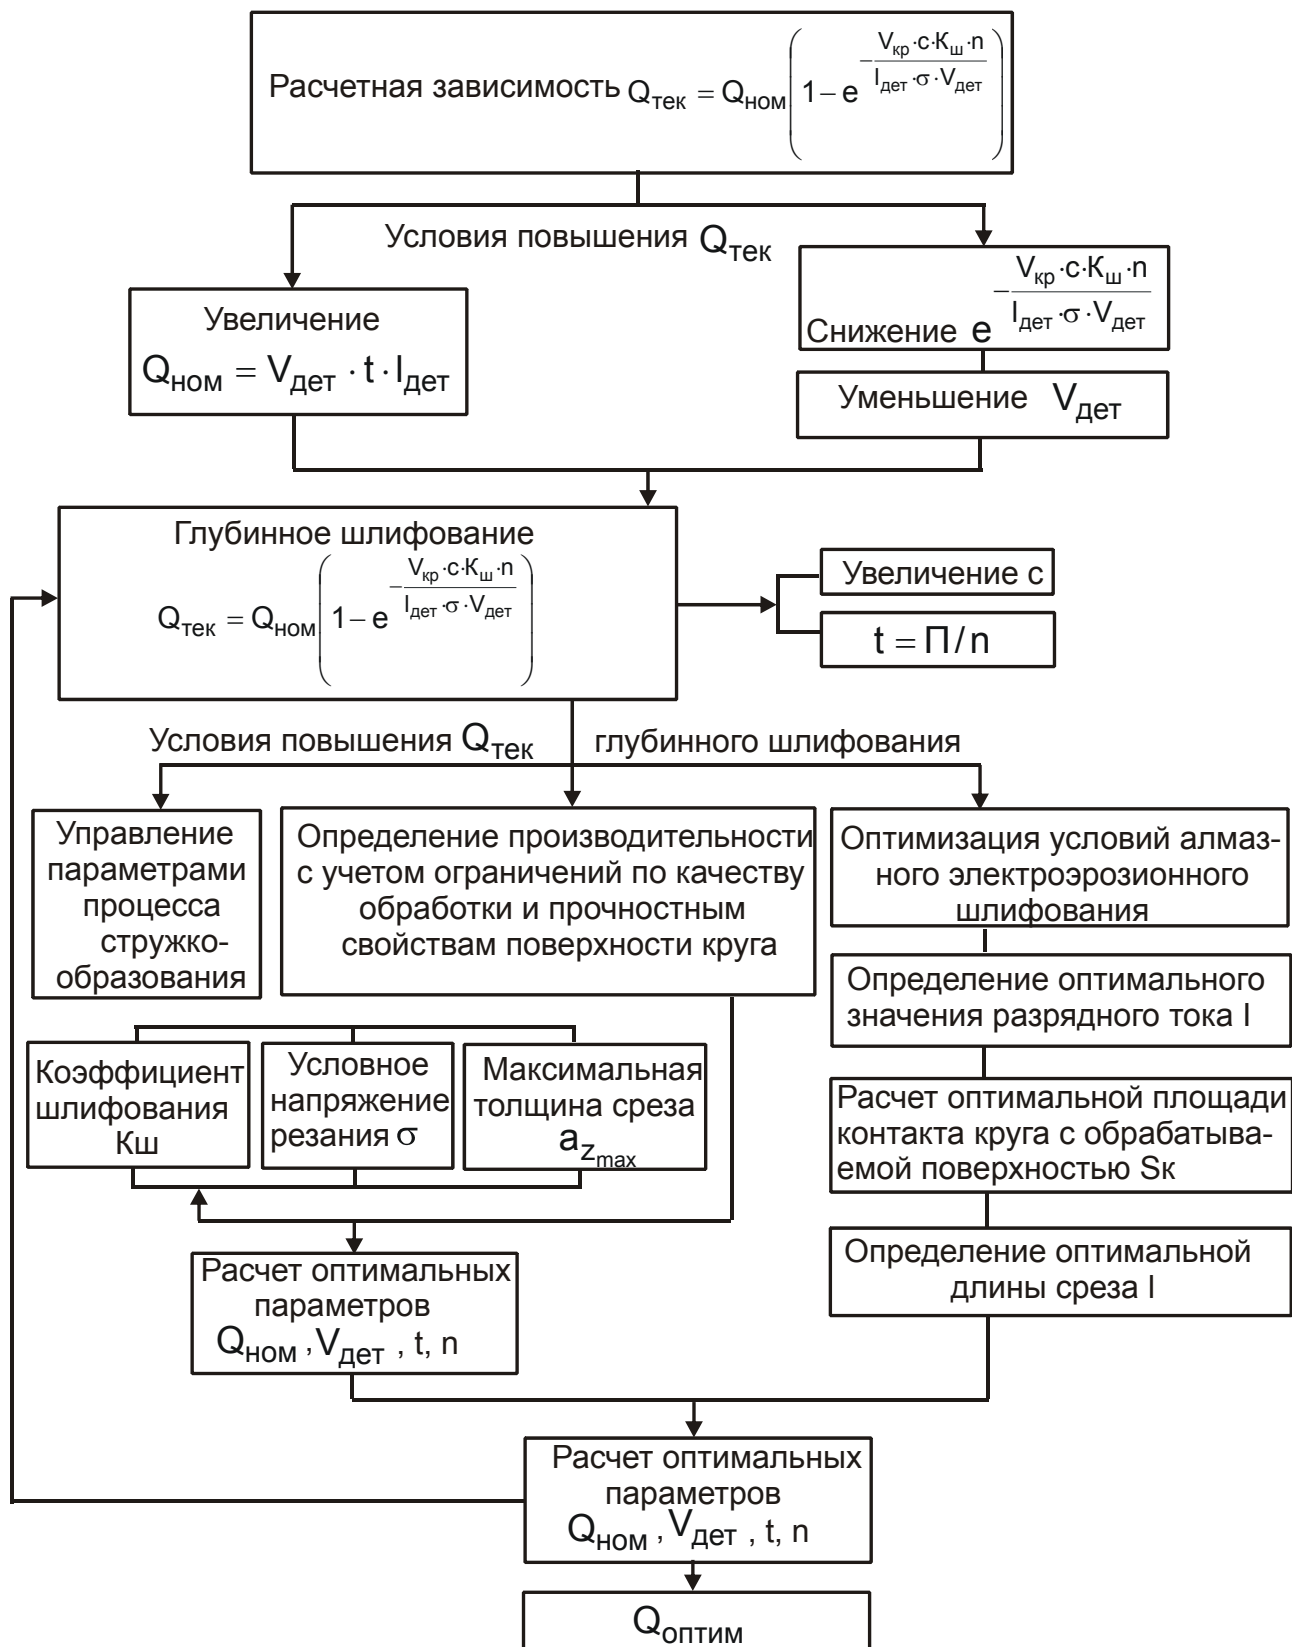 Расчетная зависимость Q_тек = Q_ном(1 − e^(−(V_кр·с·К_ш·n)/(l_дет·σ·V_дет)))
Условия повышения Q_тек
Увеличение
Q_ном = V_дет · t · l_дет
Снижение e^(−(V_кр·с·К_ш·n)/(l_дет·σ·V_дет))
Уменьшение V_дет
Глубинное шлифование
Q_тек = Q_ном(1 − e^(−(V_кр·с·К_ш·n)/(l_дет·σ·V_дет)))
Увеличение с
t = П/n
Условия повышения Q_тек глубинного шлифования
Управление
параметрами
процесса
стружко-
образования
Определение производительности
с учетом ограничений по качеству
обработки и прочностным
свойствам поверхности круга
Оптимизация условий алмаз-
ного электроэрозионного
шлифования
Определение оптимального
значения разрядного тока I
Коэффициент
шлифования
Кш
Условное
напряжение
резания σ
Максимальная
толщина среза
a_z_max
Расчет оптимальной площади
контакта круга с обрабатыва-
емой поверхностью Sк
Определение оптимальной
длины среза l
Расчет оптимальных
параметров
Q_ном , V_дет , t, n
Расчет оптимальных
параметров
Q_ном , V_дет , t, n
Q_оптим